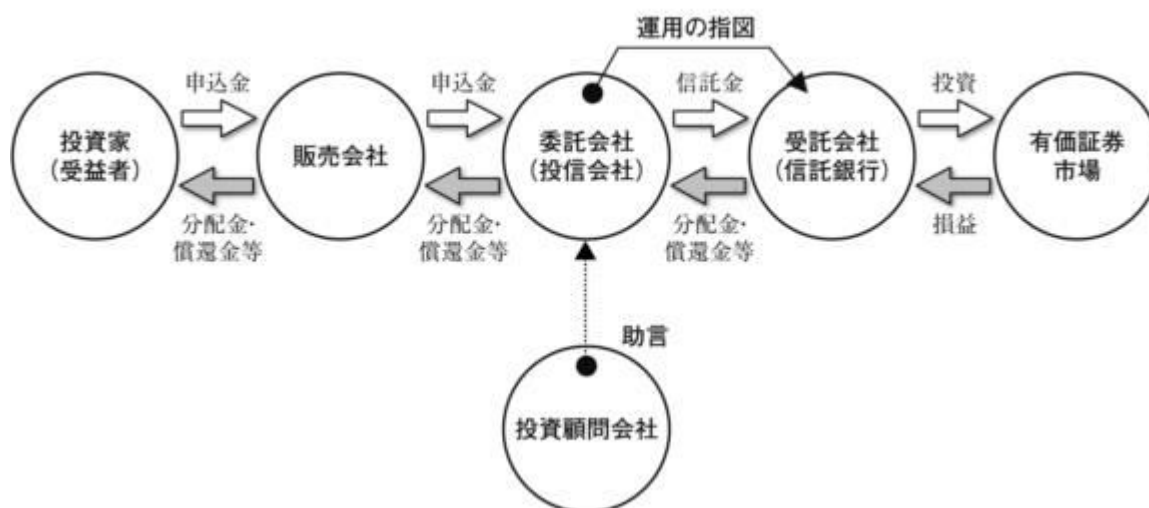 運用の指図
申込金
申込金
信託金
投資
投資家
(受益者)
販売会社
委託会社
(投信会社)
受託会社
(信託銀行)
有価証券
市場
分配金・
償還金等
分配金・
償還金等
分配金・
償還金等
損益
助言
投資顧問会社